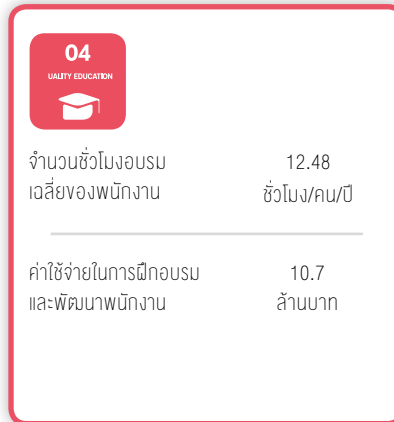 04
UALITY EDUCATION
จำนวนชั่วโมงอบรม
เฉลี่ยของพนักงาน
12.48
ชั่วโมง/คน/ปี
ค่าใช้จ่ายในการฝึกอบรม
และพัฒนาพนักงาน
10.7
ล้านบาท